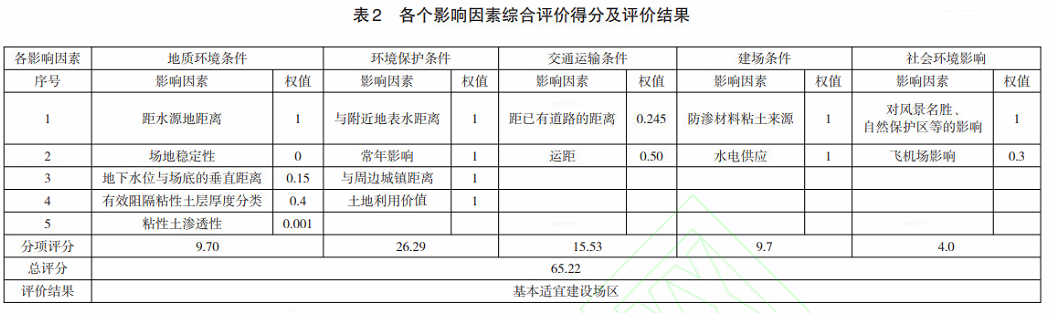 表2 各个影响因素综合评价得分及评价结果
各影响因素 地质环境条件 环境保护条件 交通运输条件 建场条件 社会环境影响
序号 影响因素 权值 影响因素 权值 影响因素 权值 影响因素 权值 影响因素 权值
1 距水源地距离 1 与附近地表水距离 1 距已有道路的距离 0.245 防渗材料粘土来源 1 对风景名胜、
自然保护区等的影响 1
2 场地稳定性 0 常年影响 1 运距 0.50 水电供应 1 飞机场影响 0.3
3 地下水位与场底的垂直距离 0.15 与周边城镇距离 1
4 有效阻隔粘性土层厚度分类 0.4 土地利用价值 1
5 粘性土渗透性 0.001
分项评分 9.70 26.29 15.53 9.7 4.0
总评分 65.22
评价结果 基本适宜建设场区